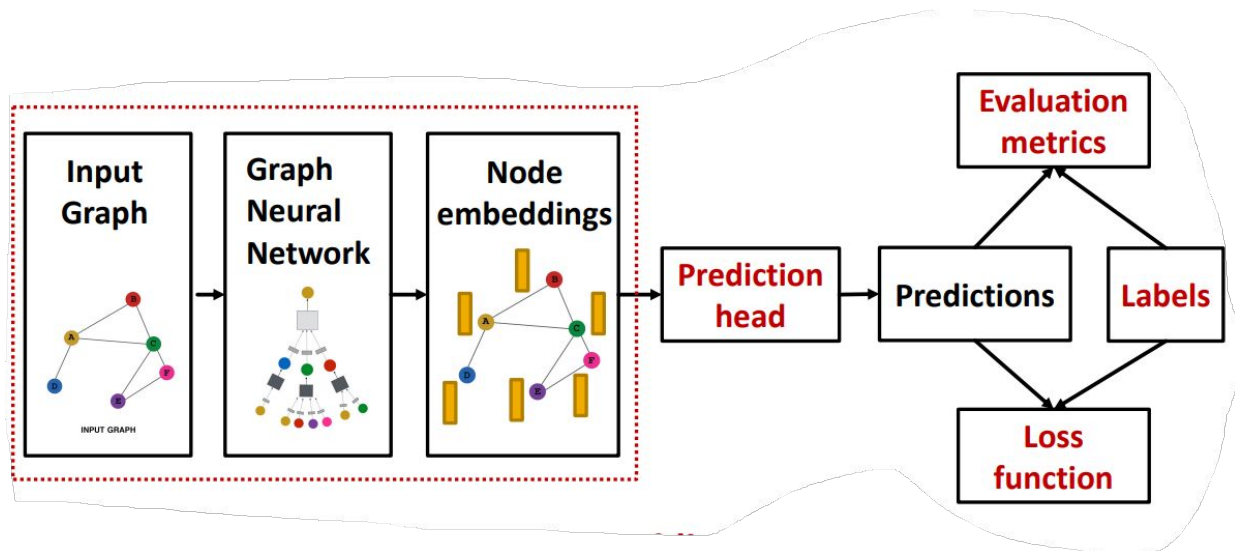 Input
Graph
B
A
C
F
D
E
INPUT GRAPH
Graph
Neural
Network
Node
embeddings
B
A
C
F
D
E
Prediction
head
Predictions
Labels
Evaluation
metrics
Loss
function